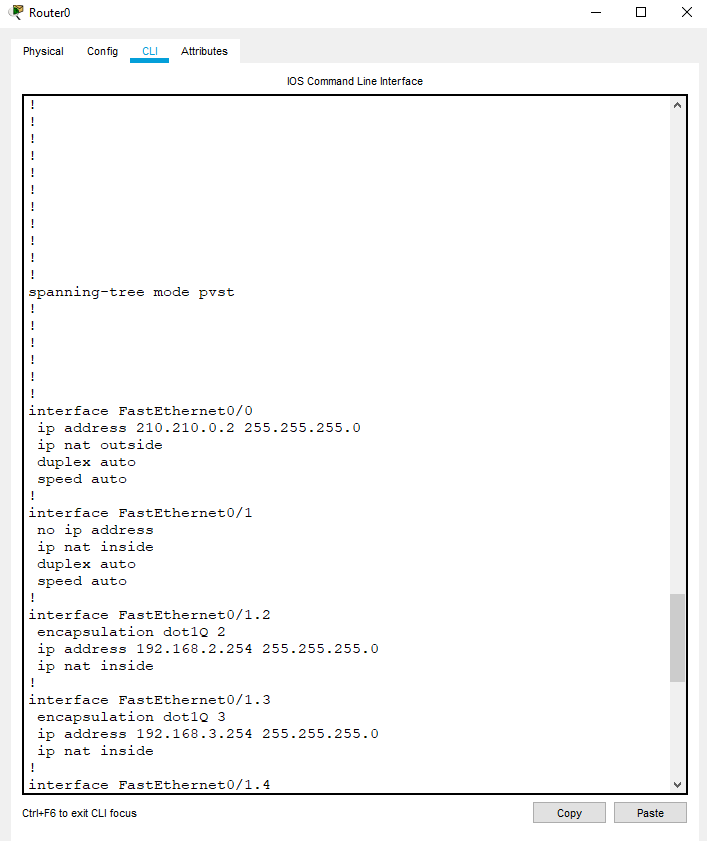 Router0
Physical Config CLI Attributes
IOS Command Line Interface
!
!
!
!
!
!
!
!
!
!
!
spanning-tree mode pvst
!
!
!
!
!
!
interface FastEthernet0/0
 ip address 210.210.0.2 255.255.255.0
 ip nat outside
 duplex auto
 speed auto
!
interface FastEthernet0/1
 no ip address
 ip nat inside
 duplex auto
 speed auto
!
interface FastEthernet0/1.2
 encapsulation dot1Q 2
 ip address 192.168.2.254 255.255.255.0
 ip nat inside
!
interface FastEthernet0/1.3
 encapsulation dot1Q 3
 ip address 192.168.3.254 255.255.255.0
 ip nat inside
!
interface FastEthernet0/1.4
Ctrl+F6 to exit CLI focus Copy Paste